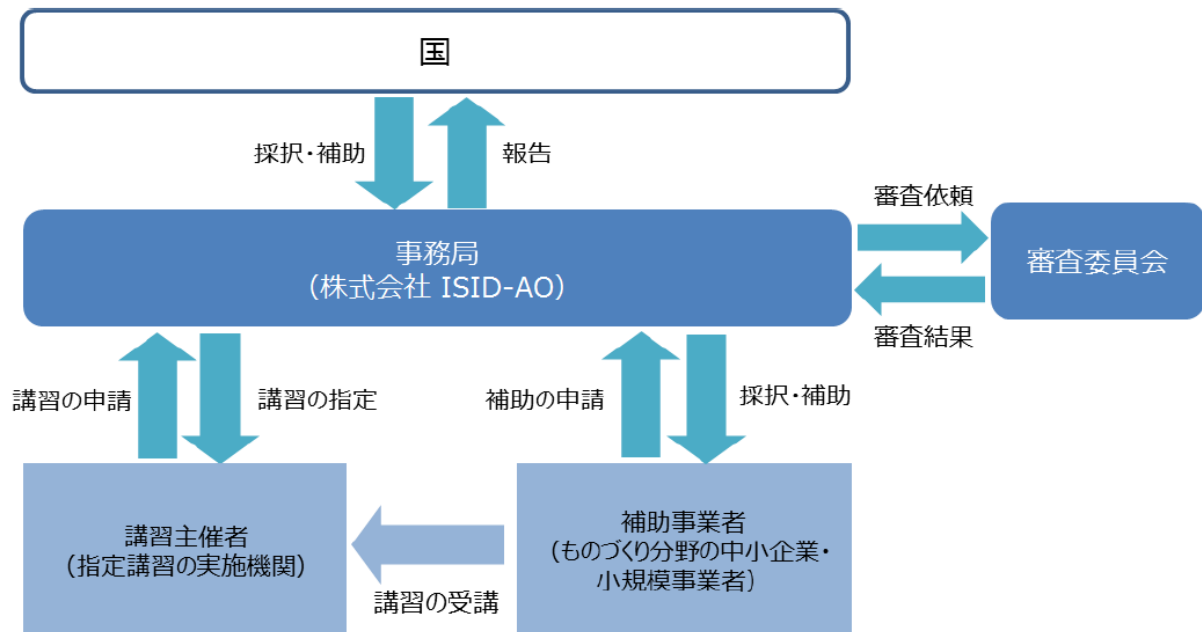 国
採択・補助
報告
審査依頼
事務局
（株式会社 ISID-AO）
審査委員会
審査結果
講習の申請
講習の指定
補助の申請
採択・補助
講習主催者
（指定講習の実施機関）
補助事業者
（ものづくり分野の中小企業・
小規模事業者）
講習の受講